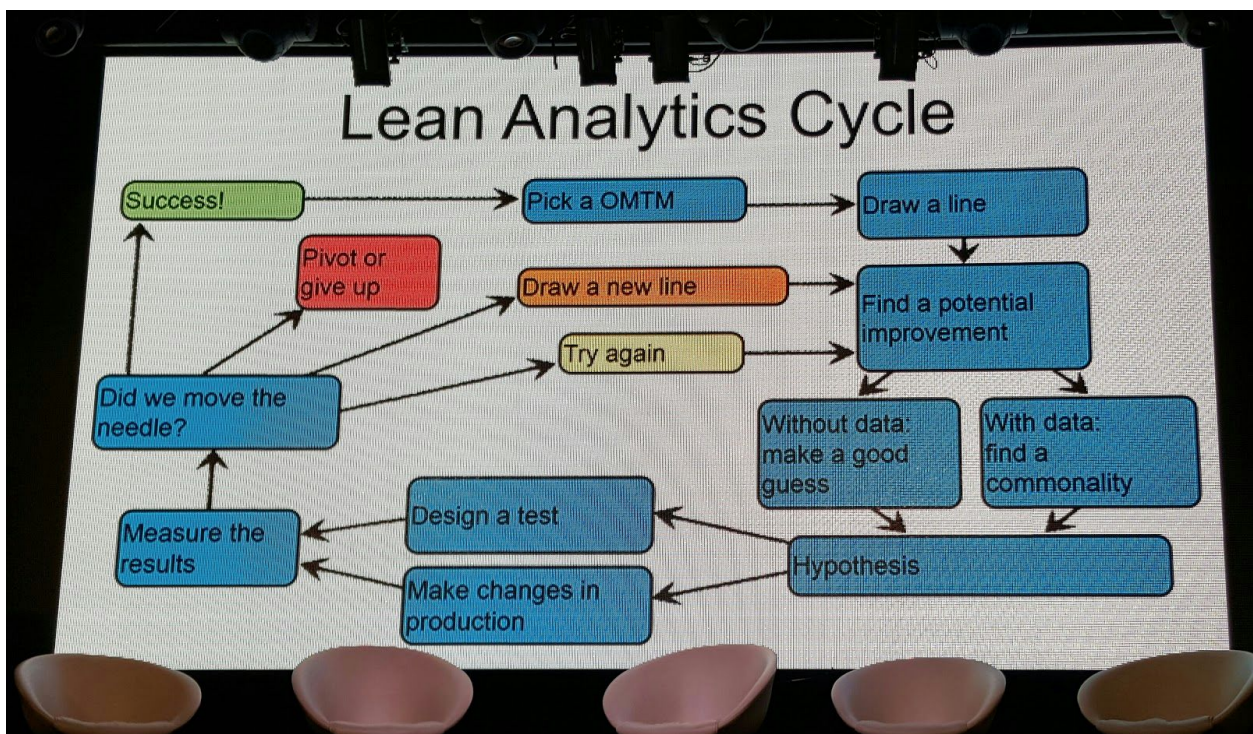 Lean Analytics Cycle
Success!
Pick a OMTM
Draw a line
Pivot or
give up
Draw a new line
Find a potential
improvement
Try again
Did we move the
needle?
Without data:
make a good
guess
With data:
find a
commonality
Design a test
Measure the
results
Hypothesis
Make changes in
production